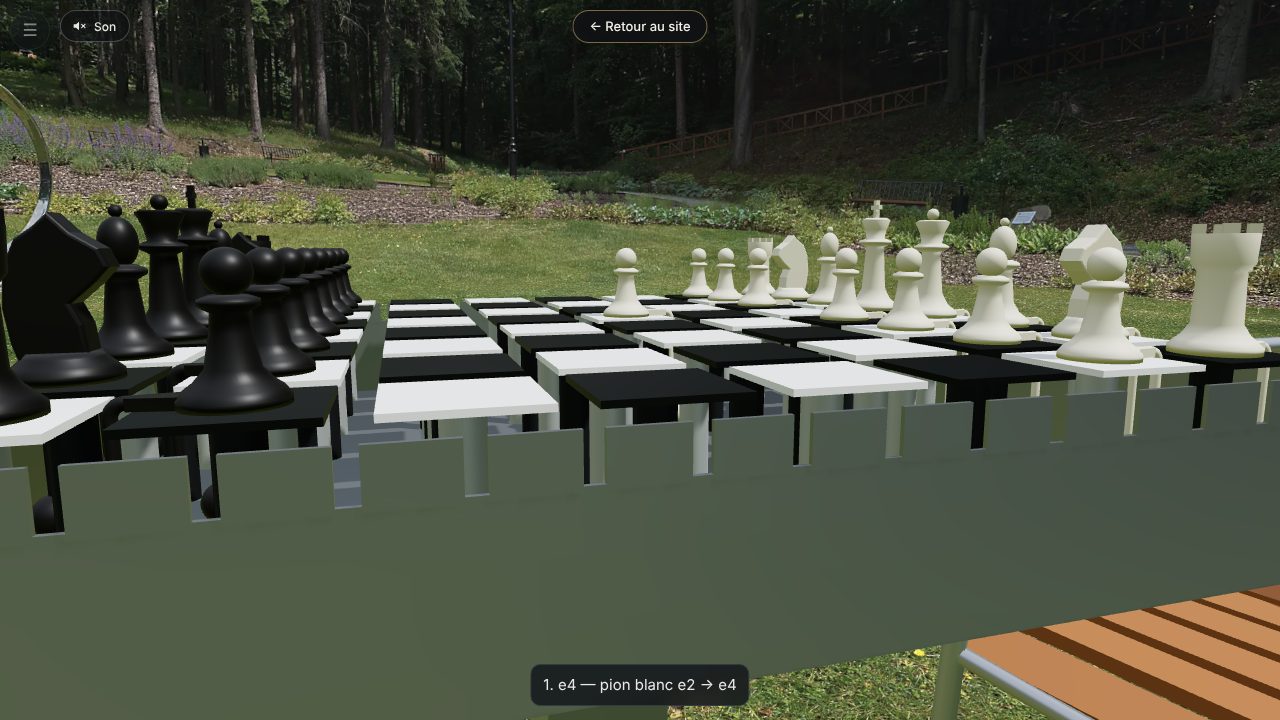 Son
← Retour au site
1. e4 — pion blanc e2 → e4